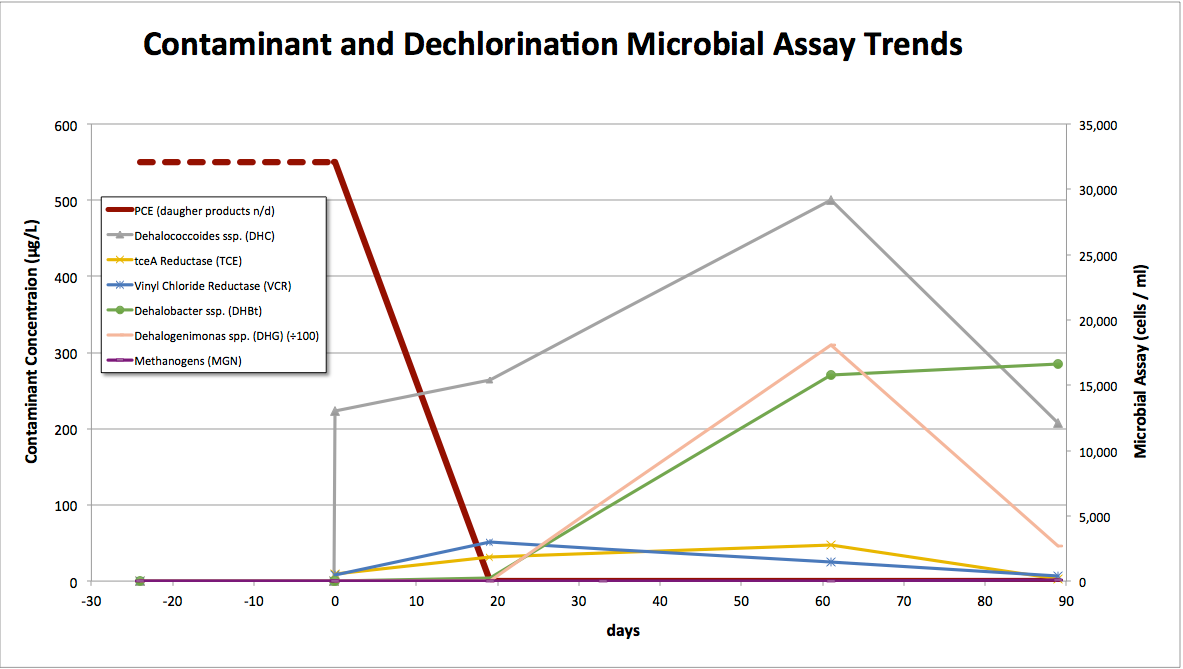 Contaminant and Dechlorination Microbial Assay Trends
600
500
400
300
200
100
0
Contaminant Concentraion (µg/L)
PCE (daugher products n/d)
Dehalococcoides ssp. (DHC)
tceA Reductase (TCE)
Vinyl Chloride Reductase (VCR)
Dehalobacter ssp. (DHBt)
Dehalogenimonas spp. (DHG) (÷100)
Methanogens (MGN)
35,000
30,000
25,000
20,000
15,000
10,000
5,000
0
Microbial Assay (cells / ml)
-30 -20 -10 0 10 20 30 40 50 60 70 80 90
days